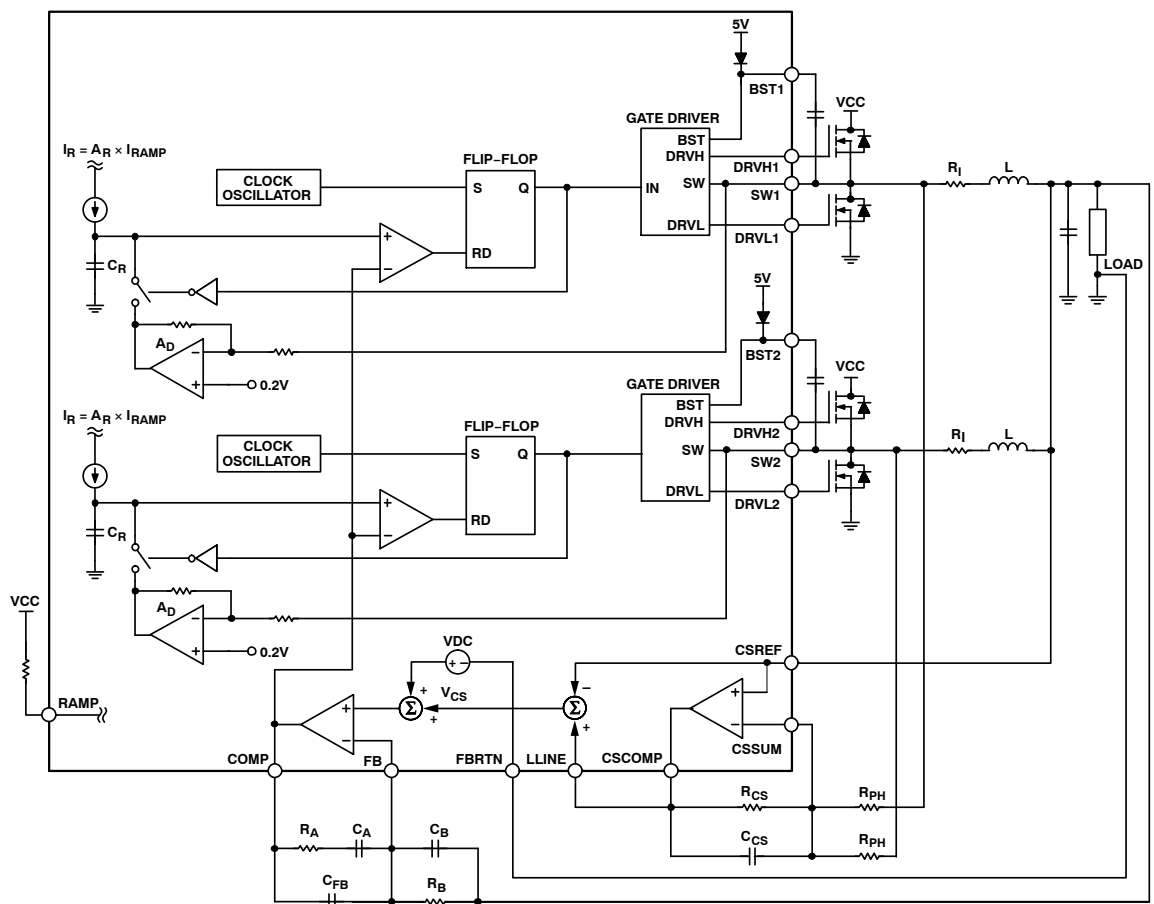 5V
BST1
VCC
GATE DRIVER
BST
DRVH
SW
IN
DRVL
DRVH1
SW1
DRVL1
I_R = A_R × I_RAMP
CLOCK
OSCILLATOR
FLIP−FLOP
S
Q
RD
+
−
C_R
A_D
−
+
0.2V
R_I
L
LOAD
5V
BST2
VCC
GATE DRIVER
BST
DRVH
SW
DRVL
DRVH2
SW2
DRVL2
I_R = A_R × I_RAMP
CLOCK
OSCILLATOR
FLIP−FLOP
S
Q
RD
+
−
C_R
A_D
−
+
0.2V
R_I
L
VCC
RAMP
VDC
+ −
+
Σ
+
V_CS
−
Σ
+
+
−
CSREF
+
−
CSSUM
COMP
FB
FBRTN
LLINE
CSCOMP
R_CS
R_PH
C_CS
R_PH
R_A
C_A
C_B
C_FB
R_B